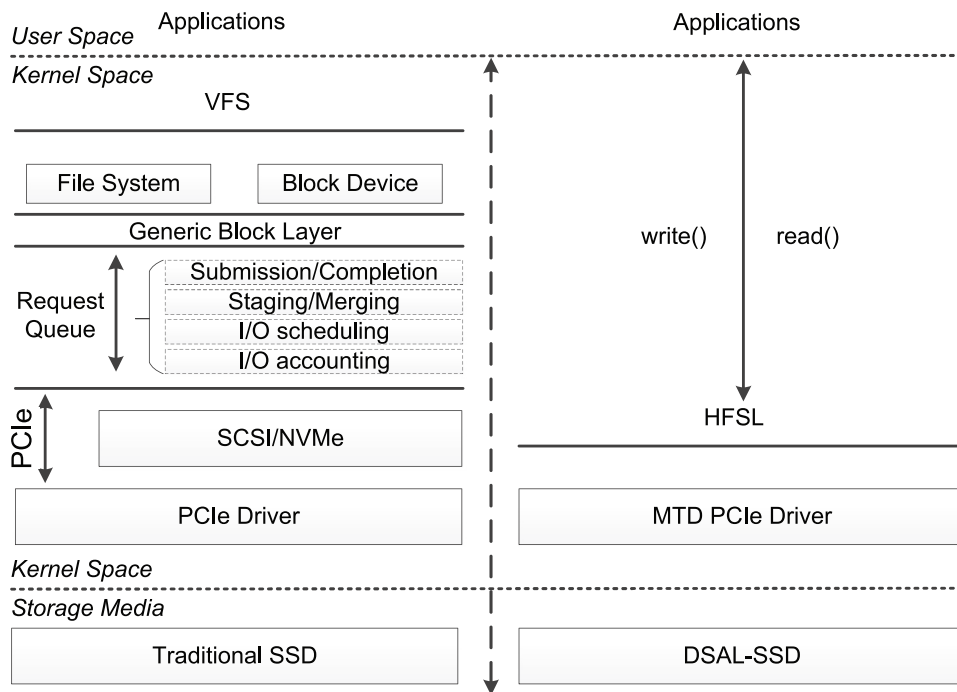 Applications
Applications
User Space
Kernel Space
VFS
File System
Block Device
Generic Block Layer
Request
Queue
Submission/Completion
Staging/Merging
I/O scheduling
I/O accounting
write()
read()
PCIe
SCSI/NVMe
HFSL
PCIe Driver
MTD PCIe Driver
Kernel Space
Storage Media
Traditional SSD
DSAL-SSD